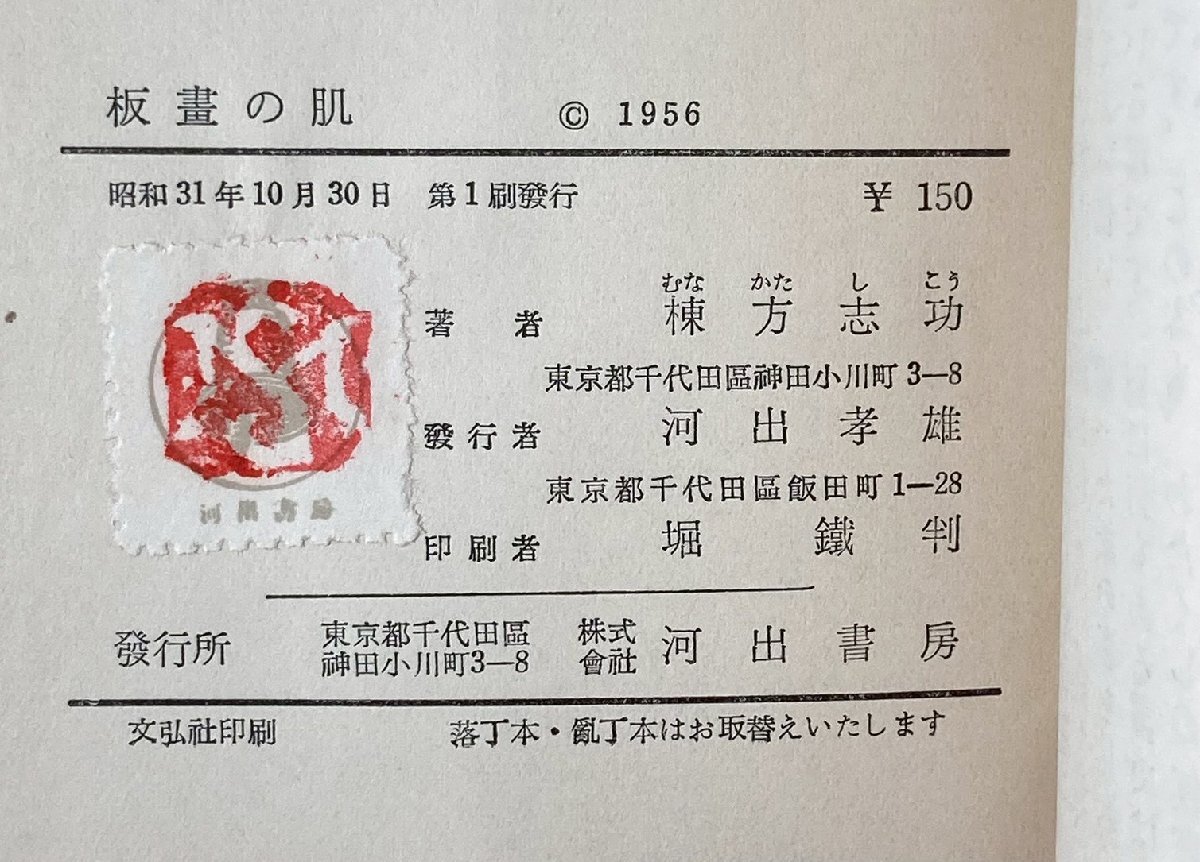 板畫の肌 © 1956
昭和31年10月30日 第1刷發行 ¥ 150
むな かた し こう
著者 棟方志功
東京都千代田區神田小川町3—8
發行者 河出孝雄
東京都千代田區飯田町1—28
印刷者 堀鐵判
發行所 東京都千代田區神田小川町3—8 株式會社 河出書房
文弘社印刷 落丁本・亂丁本はお取替えいたします